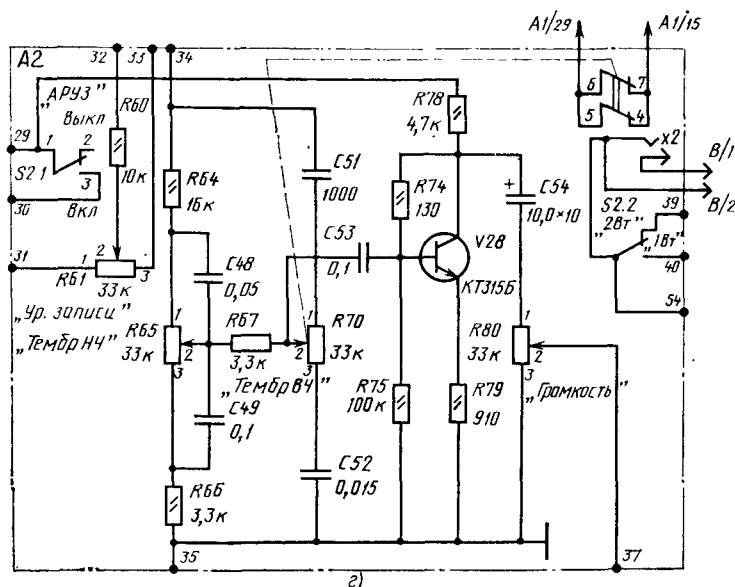 A1/29 A1/15
32 33 34
A2
„АРУЗ"
R60
Выкл
R78
4,7к
6 7
5 4
29
1 2
S2.1
3
10к
C51
1000
X2
30
Вкл
R64
16к
R74
130
+
C54
10,0×10
В/1
В/2
S2.2
„2Вт"
„1Вт"
39
31
1 2 3
R61
33к
C48
0,05
C53
0,1
V28
КТ315Б
40
54
„Ур. записи"
„Тембр НЧ"
R65
33к
1
2
3
R67
3,3к
1
2
3
R70
33к
R80
33к
1
2
3
„Тембр ВЧ"
C49
0,1
R75
100к
R79
910
„Громкость"
C52
0,015
R66
3,3к
35
37
г)